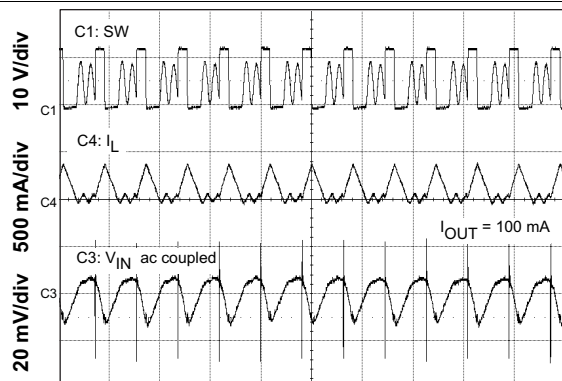 C1: SW
10 V/div
C1
C4: IL
500 mA/div
C4
IOUT = 100 mA
C3: VIN ac coupled
20 mV/div
C3